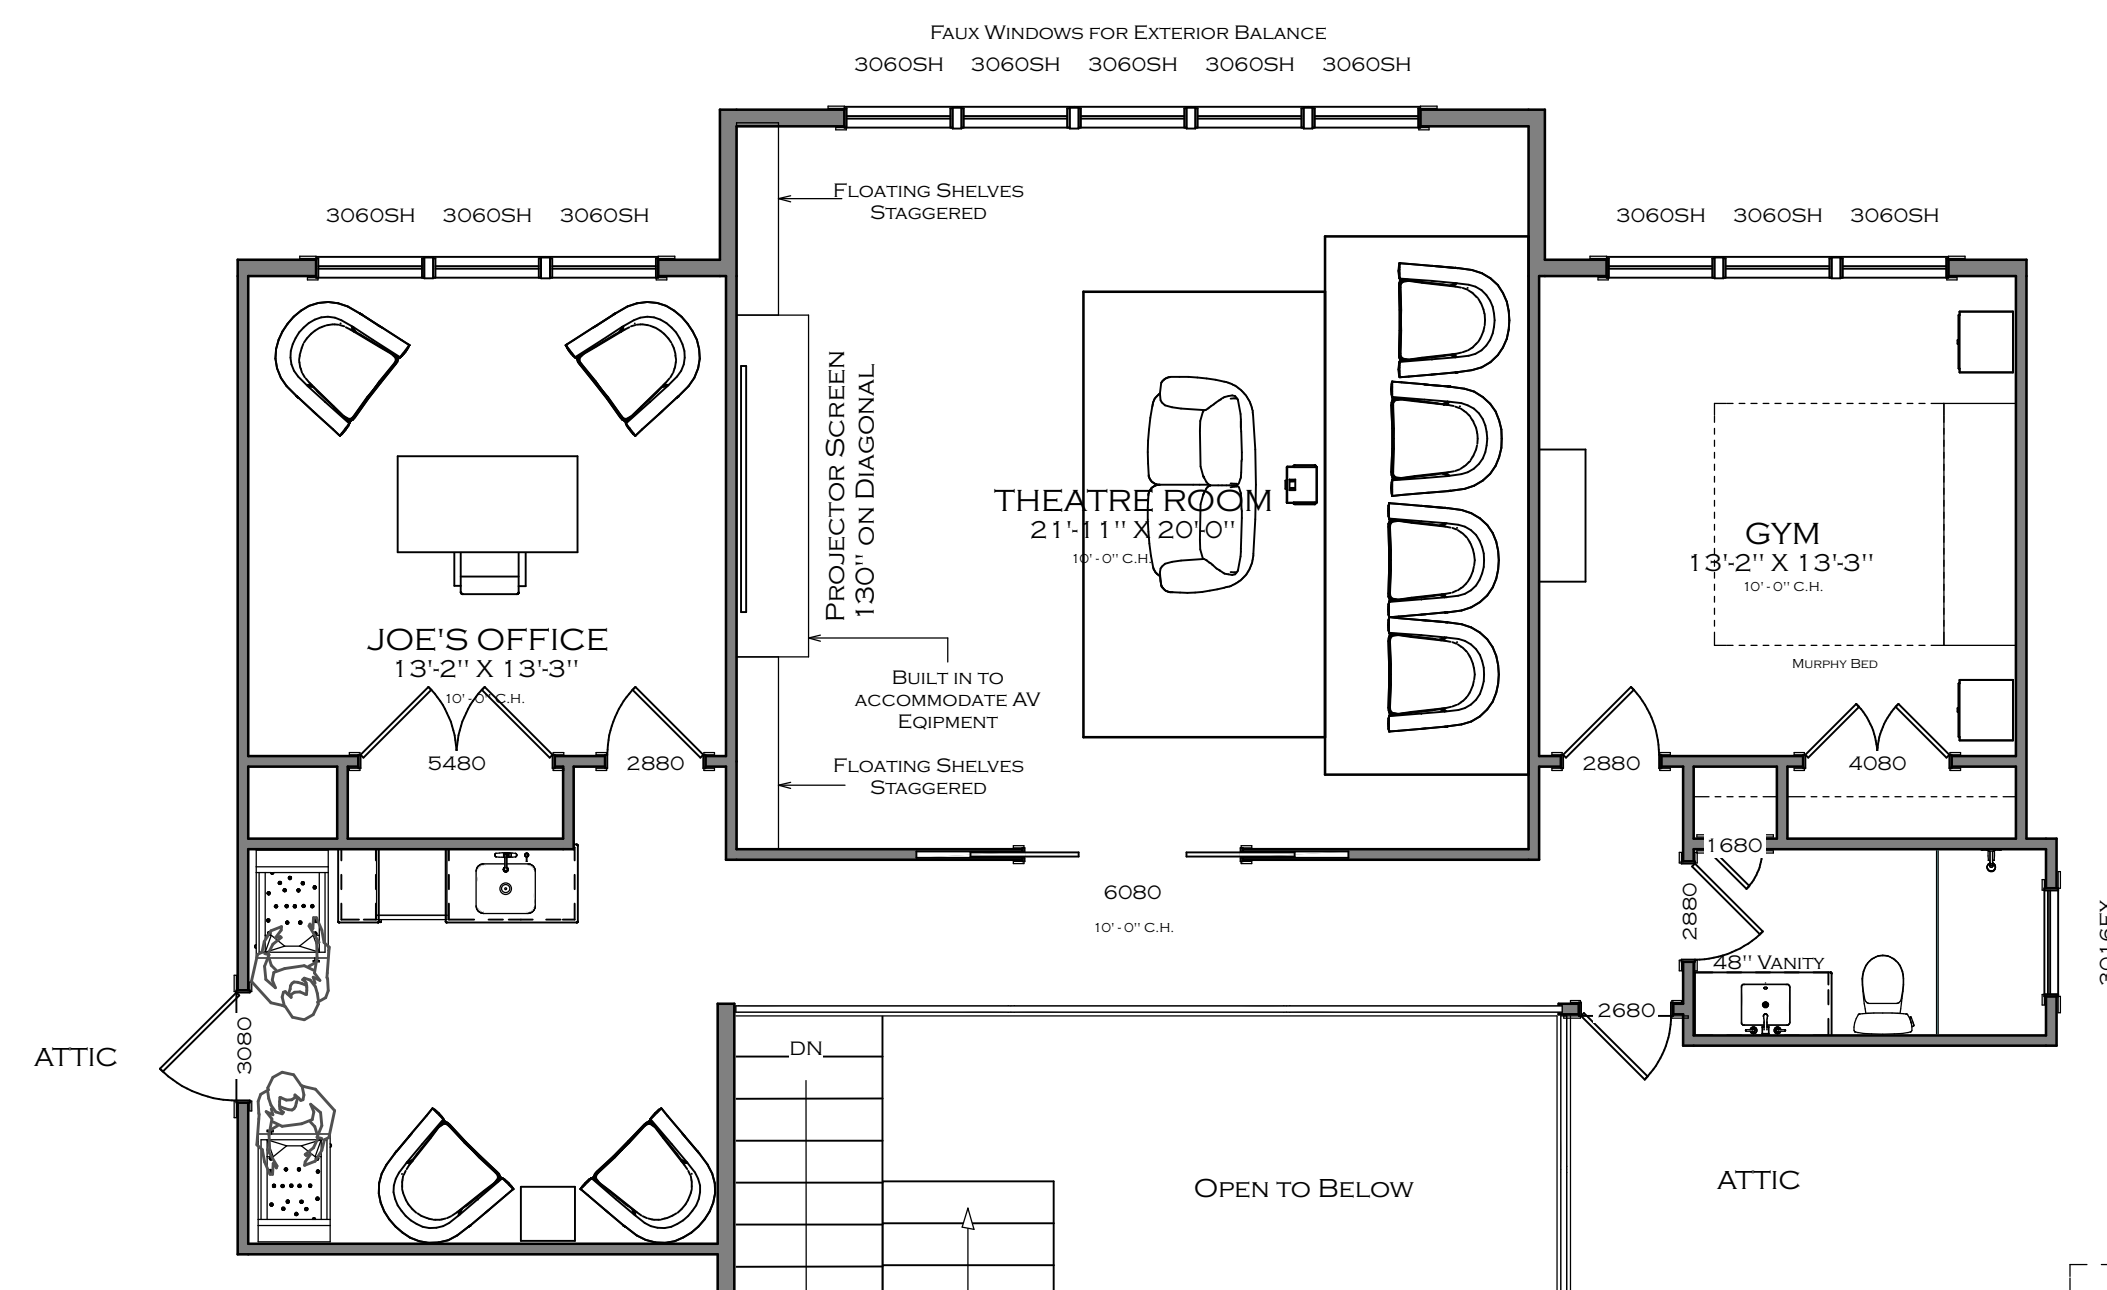 Faux Windows for Exterior Balance
3060SH 3060SH 3060SH 3060SH 3060SH
Floating Shelves
Staggered
3060SH 3060SH 3060SH
3060SH 3060SH 3060SH
Projector Screen
130" on Diagonal
THEATRE ROOM
21'-11" X 20'-0"
10'-0" C.H.
GYM
13'-2" X 13'-3"
10'-0" C.H.
Murphy Bed
JOE'S OFFICE
13'-2" X 13'-3"
10'-0" C.H.
Built in to
accommodate AV
Eqipment
5480
2880
Floating Shelves
Staggered
2880
4080
1680
6080
10'-0" C.H.
2880
48" Vanity
3016FX
2680
3080
ATTIC
DN
Open to Below
ATTIC